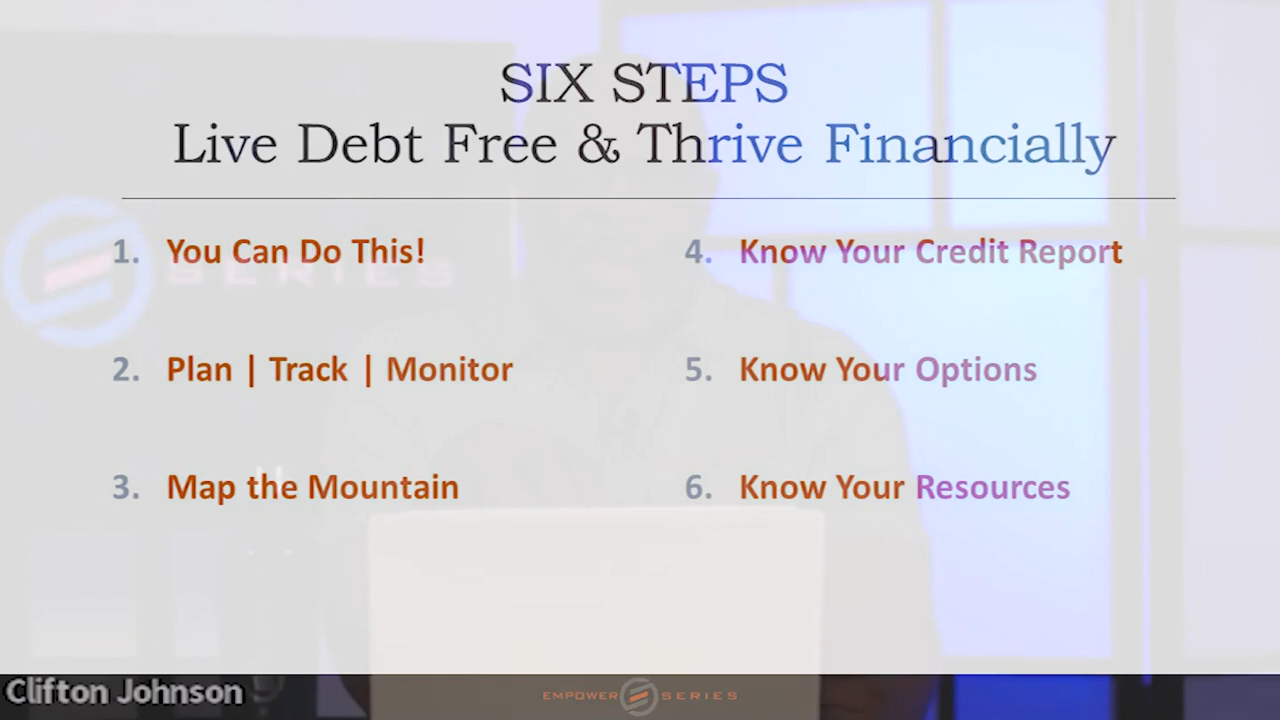 SIX STEPS
Live Debt Free & Thrive Financially
1. You Can Do This!
2. Plan | Track | Monitor
3. Map the Mountain
4. Know Your Credit Report
5. Know Your Options
6. Know Your Resources
SERIES
Clifton Johnson
EMPOWER SERIES